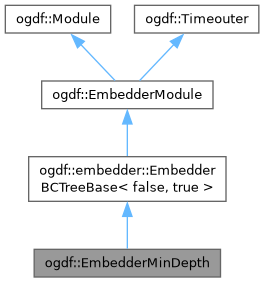 ogdf::Module
ogdf::Timeouter
ogdf::EmbedderModule
ogdf::embedder::Embedder
BCTreeBase< false, true >
ogdf::EmbedderMinDepth